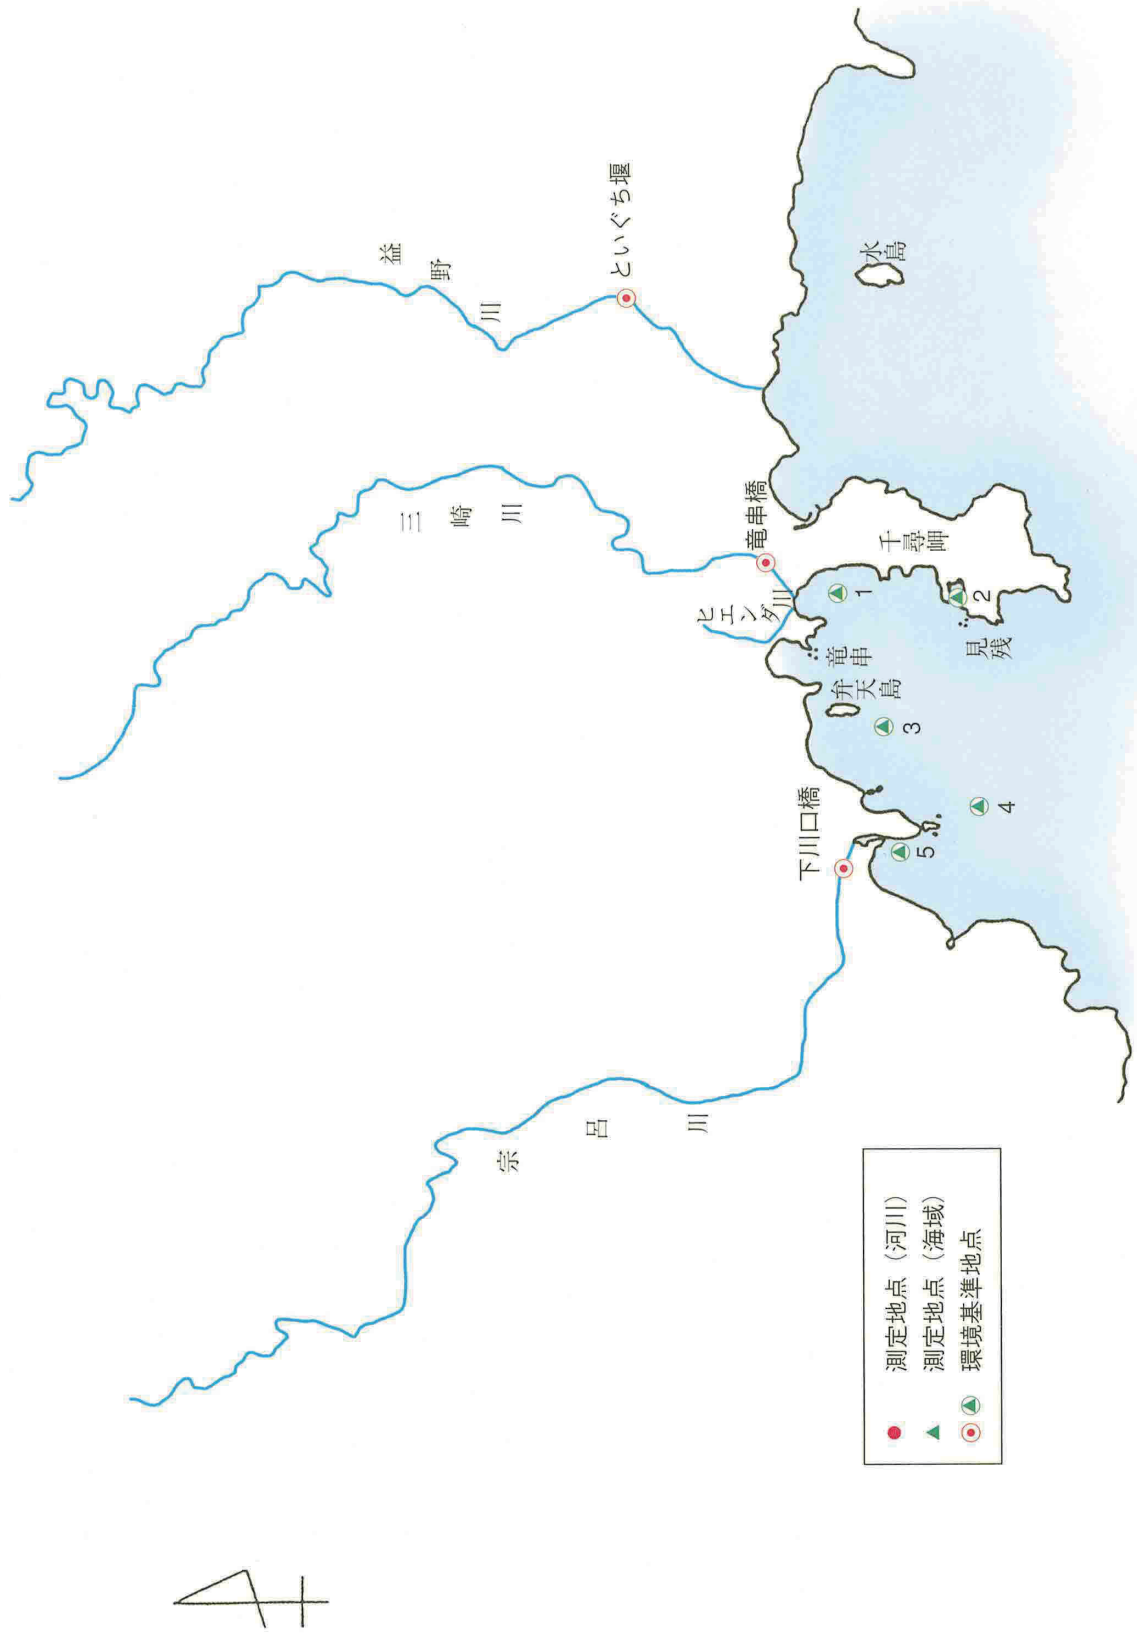 宗呂川
三崎川
益野川
といぐち堰
竜串橋
ヒエンダ川
下川口橋
竜串
弁天島
千尋岬
見残
水島
1
2
3
4
5
測定地点（河川）
測定地点（海域）
環境基準地点